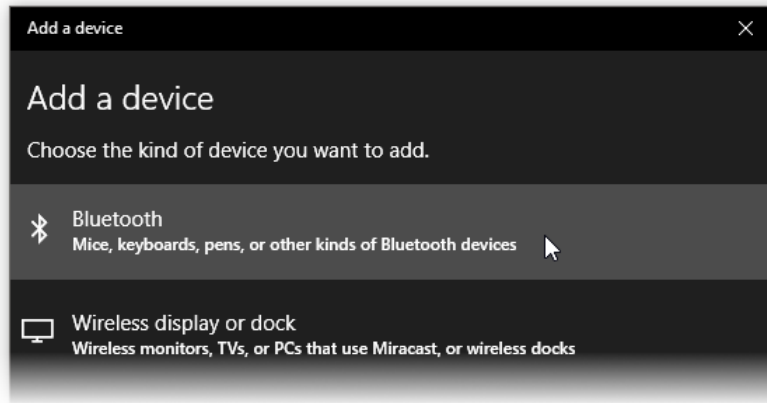 Add a device
Add a device
Choose the kind of device you want to add.
Bluetooth
Mice, keyboards, pens, or other kinds of Bluetooth devices
Wireless display or dock
Wireless monitors, TVs, or PCs that use Miracast, or wireless docks